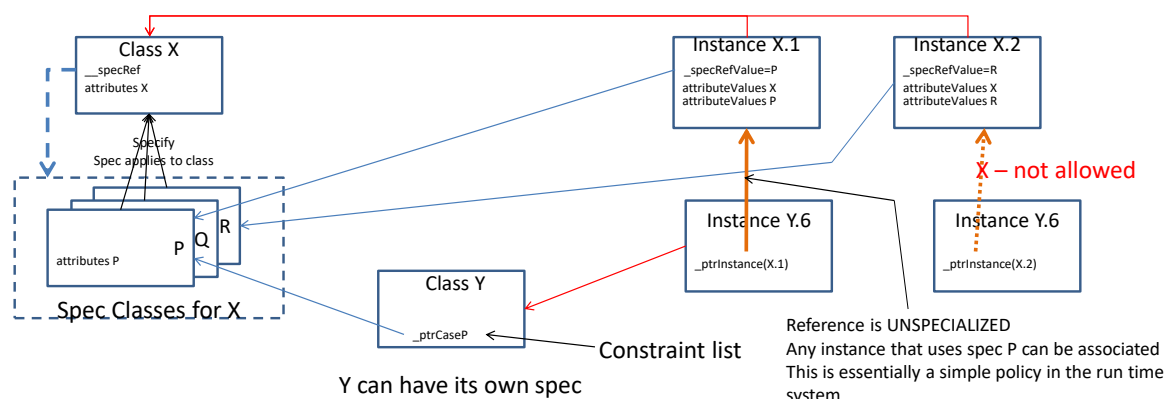 Class X
__specRef
attributes X
Specify
Spec applies to class
P
Q
R
attributes P
Spec Classes for X
Class Y
_ptrCaseP
Constraint list
Y can have its own spec
Instance X.1
_specRefValue=P
attributeValues X
attributeValues P
Instance X.2
_specRefValue=R
attributeValues X
attributeValues R
X – not allowed
Instance Y.6
_ptrInstance(X.1)
Instance Y.6
_ptrInstance(X.2)
Reference is UNSPECIALIZED
Any instance that uses spec P can be associated
This is essentially a simple policy in the run time
system